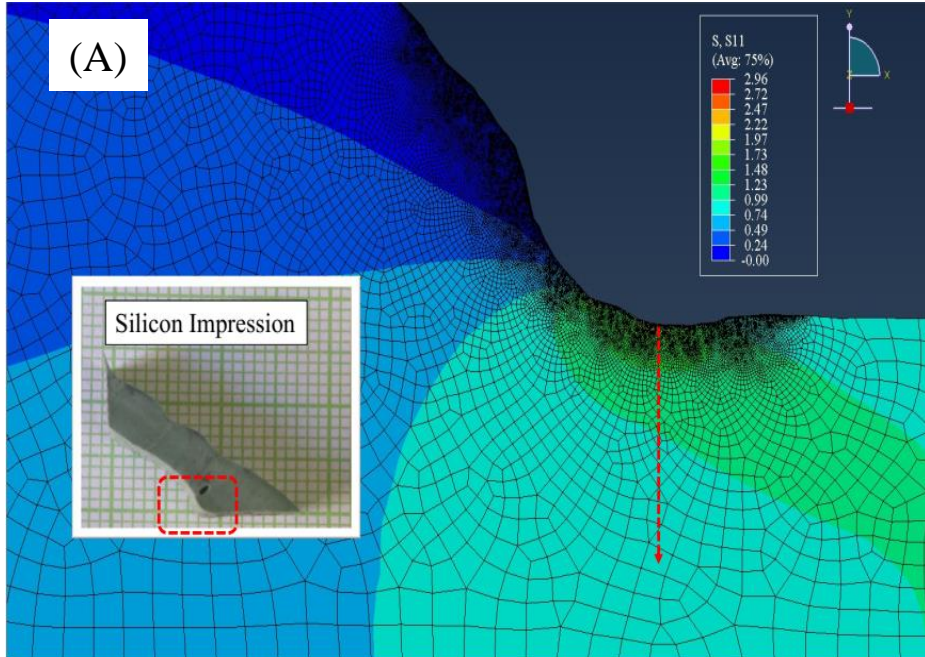 (A)
S, S11
(Avg: 75%)
2.96
2.72
2.47
2.22
1.97
1.73
1.48
1.23
0.99
0.74
0.49
0.24
-0.00
Y
Z
X
Silicon Impression